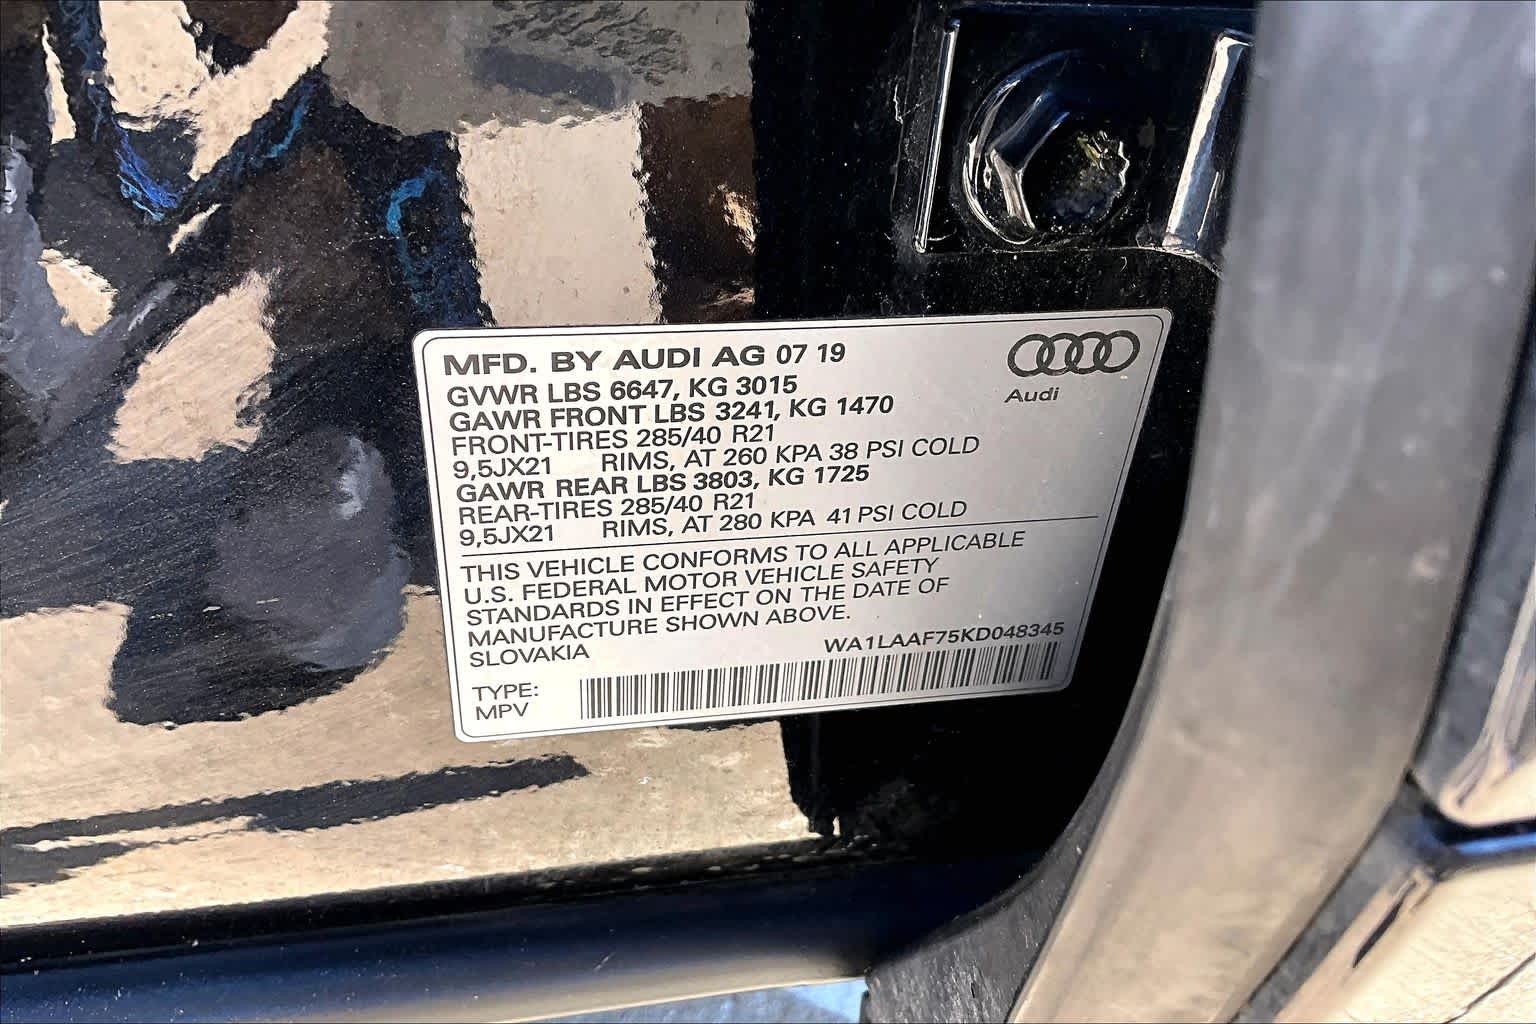 MFD. BY AUDI AG 07 19
GVWR LBS 6647, KG 3015
GAWR FRONT LBS 3241, KG 1470
FRONT-TIRES 285/40 R21
9,5JX21 RIMS, AT 260 KPA 38 PSI COLD
GAWR REAR LBS 3803, KG 1725
REAR-TIRES 285/40 R21
9,5JX21 RIMS, AT 280 KPA 41 PSI COLD
Audi
THIS VEHICLE CONFORMS TO ALL APPLICABLE
U.S. FEDERAL MOTOR VEHICLE SAFETY
STANDARDS IN EFFECT ON THE DATE OF
MANUFACTURE SHOWN ABOVE.
SLOVAKIA WA1LAAF75KD048345
TYPE:
MPV